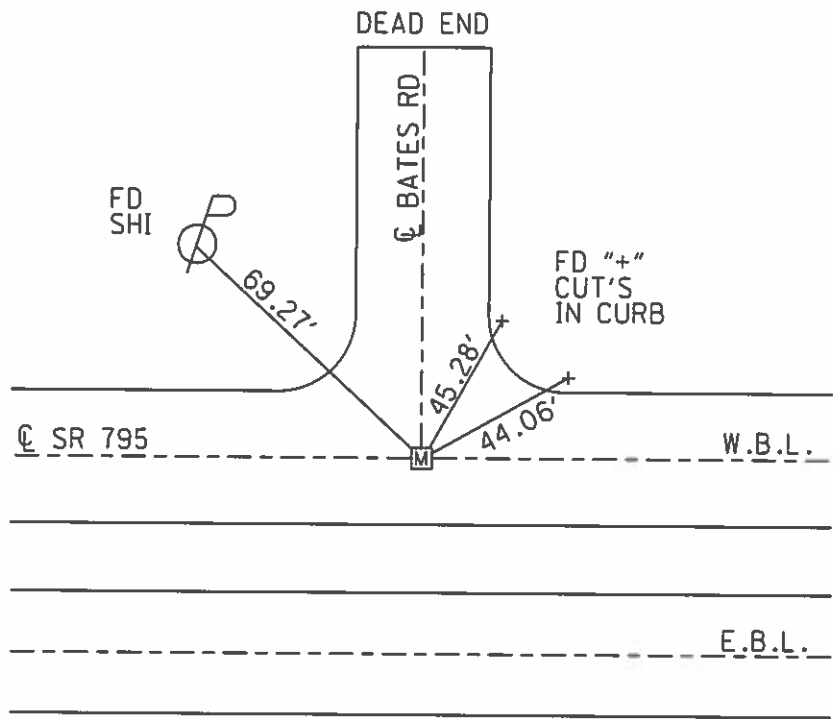 DEAD END
℄ BATES RD
FD
SHI
69.27'
FD "+"
CUT'S
IN CURB
45.28'
44.06'
℄ SR 795
W.B.L.
M
E.B.L.